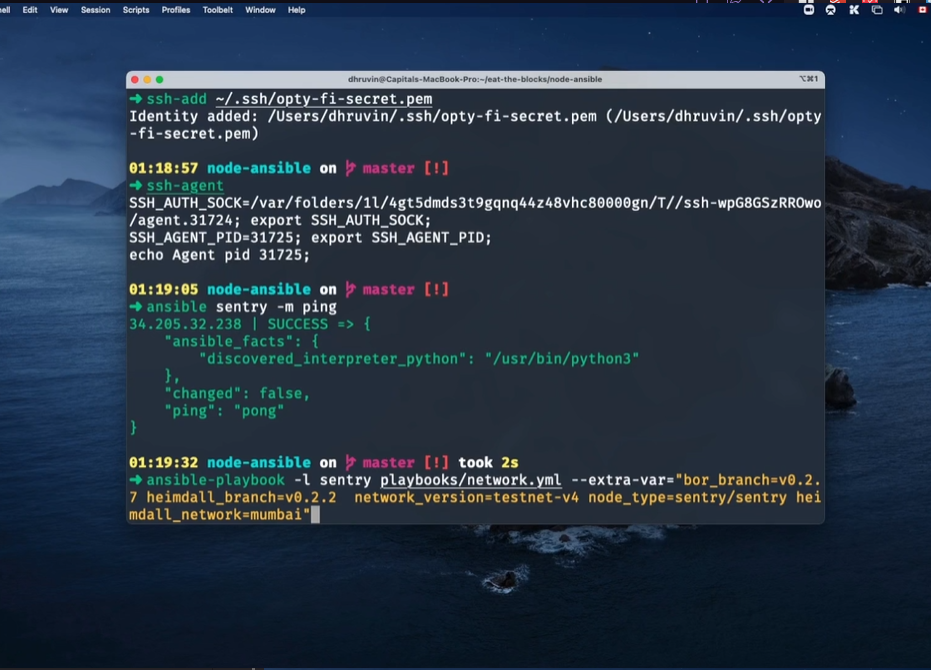 ell Edit View Session Scripts Profiles Toolbelt Window Help
dhruvin@Capitals-MacBook-Pro:~/eat-the-blocks/node-ansible ⌥⌘1
➜ ssh-add ~/.ssh/opty-fi-secret.pem
Identity added: /Users/dhruvin/.ssh/opty-fi-secret.pem (/Users/dhruvin/.ssh/opty
-fi-secret.pem)
01:18:57 node-ansible on master [!]
➜ ssh-agent
SSH_AUTH_SOCK=/var/folders/1l/4gt5dmds3t9gqnq44z48vhc80000gn/T//ssh-wpG8GSzRROwo
/agent.31724; export SSH_AUTH_SOCK;
SSH_AGENT_PID=31725; export SSH_AGENT_PID;
echo Agent pid 31725;
01:19:05 node-ansible on master [!]
➜ ansible sentry -m ping
34.205.32.238 | SUCCESS => {
"ansible_facts": {
"discovered_interpreter_python": "/usr/bin/python3"
},
"changed": false,
"ping": "pong"
}
01:19:32 node-ansible on master [!] took 2s
➜ ansible-playbook -l sentry playbooks/network.yml --extra-var="bor_branch=v0.2.
7 heimdall_branch=v0.2.2  network_version=testnet-v4 node_type=sentry/sentry hei
mdall_network=mumbai"